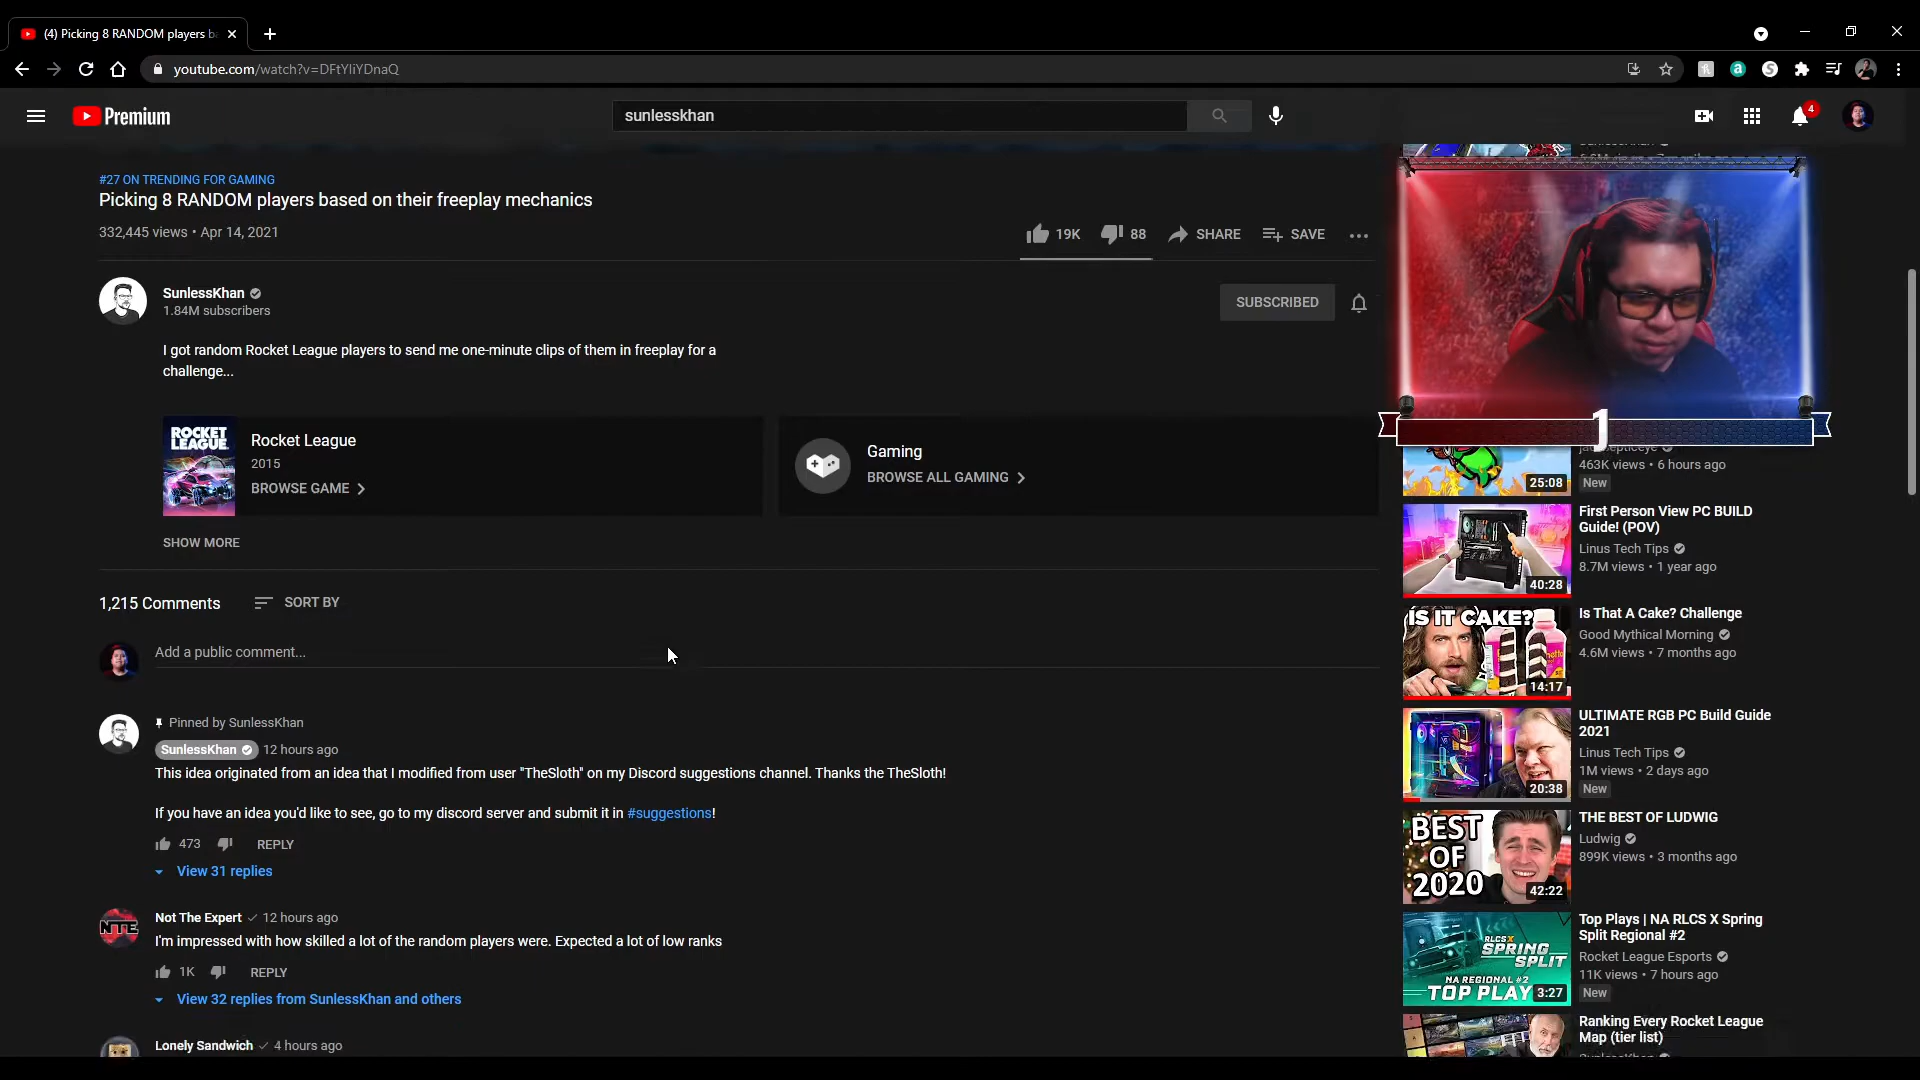 (4) Picking 8 RANDOM players ba
youtube.com/watch?v=DFtYliYDnaQ
Premium
sunlesskhan
4
#27 ON TRENDING FOR GAMING
Picking 8 RANDOM players based on their freeplay mechanics
332,445 views • Apr 14, 2021
19K
88
SHARE
SAVE
SunlessKhan
1.84M subscribers
SUBSCRIBED
I got random Rocket League players to send me one-minute clips of them in freeplay for a
challenge...
ROCKET
LEAGUE
Rocket League
2015
BROWSE GAME
Gaming
BROWSE ALL GAMING
SHOW MORE
1,215 Comments
SORT BY
Add a public comment...
Pinned by SunlessKhan
SunlessKhan 12 hours ago
This idea originated from an idea that I modified from user "TheSloth" on my Discord suggestions channel. Thanks the TheSloth!
If you have an idea you'd like to see, go to my discord server and submit it in #suggestions!
473
REPLY
View 31 replies
NTE
Not The Expert 12 hours ago
I'm impressed with how skilled a lot of the random players were. Expected a lot of low ranks
1K
REPLY
View 32 replies from SunlessKhan and others
Lonely Sandwich 4 hours ago
1
463K views • 6 hours ago
25:08
New
First Person View PC BUILD
Guide! (POV)
Linus Tech Tips
8.7M views • 1 year ago
40:28
IS IT CAKE?
14:17
Is That A Cake? Challenge
Good Mythical Morning
4.6M views • 7 months ago
ULTIMATE RGB PC Build Guide
2021
Linus Tech Tips
1M views • 2 days ago
20:38
New
BEST
OF
2020
42:22
THE BEST OF LUDWIG
Ludwig
899K views • 3 months ago
RLCS X
SPRING
SPLIT
NA REGIONAL #2
TOP PLAY
3:27
Top Plays | NA RLCS X Spring
Split Regional #2
Rocket League Esports
11K views • 7 hours ago
New
Ranking Every Rocket League
Map (tier list)